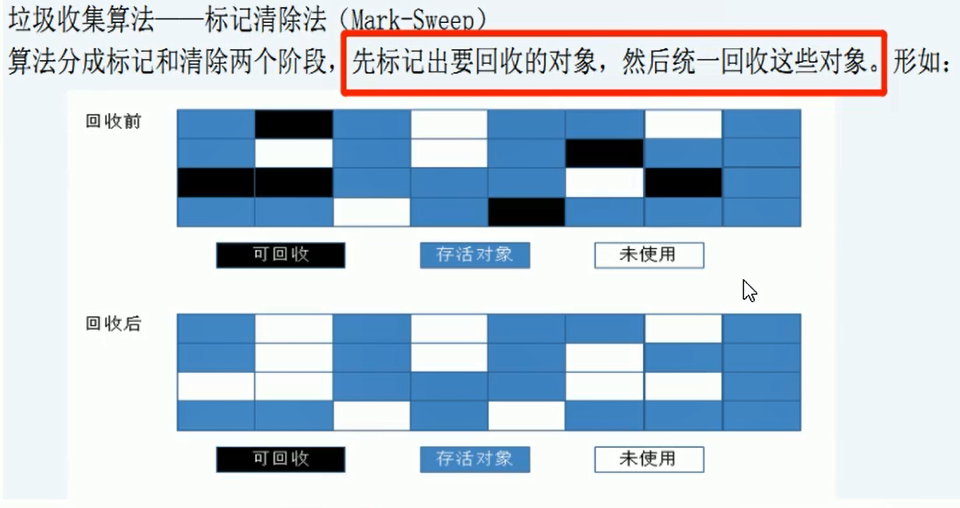 垃圾收集算法——标记清除法（Mark-Sweep）
算法分成标记和清除两个阶段，先标记出要回收的对象，然后统一回收这些对象。形如：
回收前
可回收 存活对象 未使用
回收后
可回收 存活对象 未使用